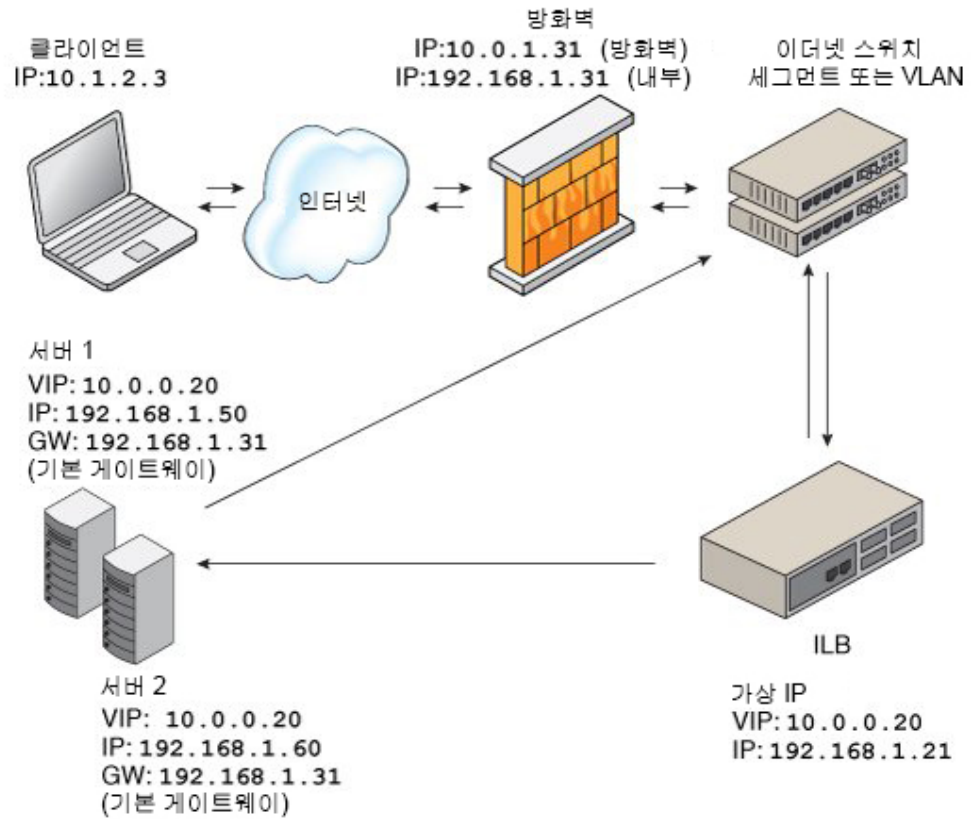 클라이언트
IP:10.1.2.3
방화벽
IP:10.0.1.31 (방화벽)
IP:192.168.1.31 (내부)
이더넷 스위치
세그먼트 또는 VLAN
인터넷
서버 1
VIP: 10.0.0.20
IP: 192.168.1.50
GW: 192.168.1.31
(기본 게이트웨이)
서버 2
VIP: 10.0.0.20
IP: 192.168.1.60
GW: 192.168.1.31
(기본 게이트웨이)
ILB
가상 IP
VIP: 10.0.0.20
IP: 192.168.1.21